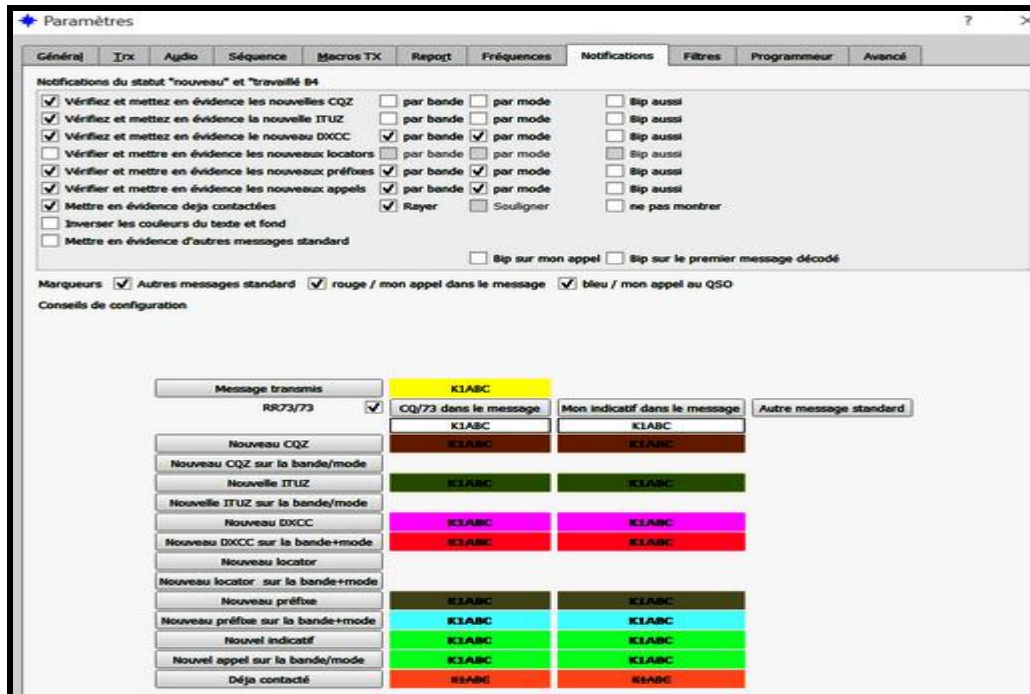 Paramètres ?
Général Trx Audio Séquence Macros TX Report Fréquences Notifications Filtres Programmeur Avancé
Notifications du statut "nouveau" et "travaillé B4
Vérifiez et mettez en évidence les nouvelles CQZ par bande par mode Bip aussi
Vérifiez et mettez en évidence la nouvelle ITUZ par bande par mode Bip aussi
Vérifiez et mettez en évidence le nouveau DXCC par bande par mode Bip aussi
Vérifier et mettre en évidence les nouveaux locators par bande par mode Bip aussi
Vérifier et mettre en évidence les nouveaux préfixes par bande par mode Bip aussi
Vérifier et mettre en évidence les nouveaux appels par bande par mode Bip aussi
Mettre en évidence deja contactées Rayer Souligner ne pas montrer
Inverser les couleurs du texte et fond
Mettre en évidence d'autres messages standard
Bip sur mon appel Bip sur le premier message décodé
Marqueurs Autres messages standard rouge / mon appel dans le message bleu / mon appel au QSO
Conseils de configuration
Message transmis K1ABC
RR73/73 CQ/73 dans le message Mon indicatif dans le message Autre message standard
K1ABC K1ABC
Nouveau CQZ K1ABC K1ABC
Nouveau CQZ sur la bande/mode
Nouvelle ITUZ K1ABC K1ABC
Nouvelle ITUZ sur la bande/mode
Nouveau DXCC K1ABC K1ABC
Nouveau DXCC sur la bande+mode K1ABC K1ABC
Nouveau locator
Nouveau locator sur la bande+mode
Nouveau préfixe K1ABC K1ABC
Nouveau préfixe sur la bande+mode K1ABC K1ABC
Nouvel indicatif K1ABC K1ABC
Nouvel appel sur la bande/mode K1ABC K1ABC
Déja contacté K1ABC K1ABC